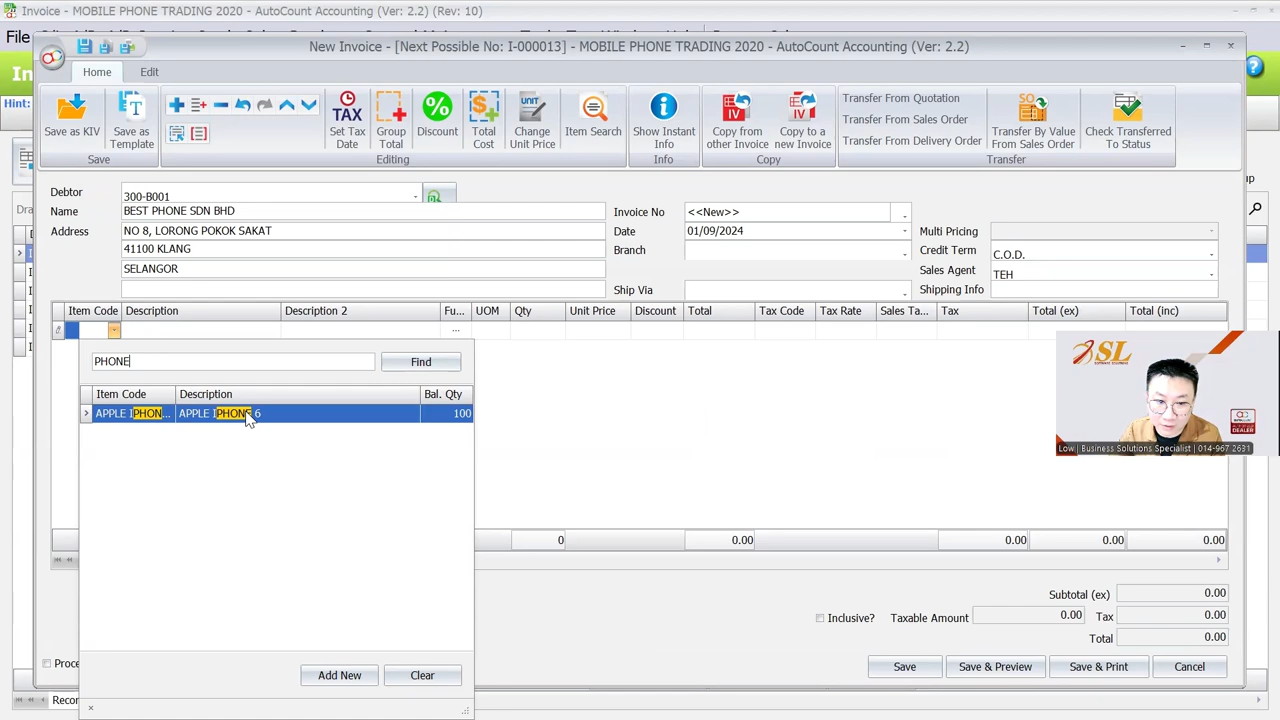 Invoice - MOBILE PHONE TRADING 2020 - AutoCount Accounting (Ver: 2.2) (Rev: 10)
File
New Invoice - [Next Possible No: I-000013] - MOBILE PHONE TRADING 2020 - AutoCount Accounting (Ver: 2.2)
Home Edit
In
Hint:
Save as KIV
Save as Template
Save
Set Tax Date
Group Total
Discount
Total Cost
Change Unit Price
Item Search
Editing
Show Instant Info
Info
Copy from other Invoice
Copy to a new Invoice
Copy
Transfer From Quotation
Transfer From Sales Order
Transfer From Delivery Order
Transfer By Value From Sales Order
Check Transferred To Status
Transfer
Debtor 300-B001
Name BEST PHONE SDN BHD
Address NO 8, LORONG POKOK SAKAT
41100 KLANG
SELANGOR
Invoice No <<New>>
Date 01/09/2024
Branch
Ship Via
Multi Pricing
Credit Term C.O.D.
Sales Agent TEH
Shipping Info
Item Code Description Description 2 Fu... UOM Qty Unit Price Discount Total Tax Code Tax Rate Sales Ta... Tax Total (ex) Total (inc)
PHONE Find
Item Code Description Bal. Qty
APPLE IPHON... APPLE IPHONE 6 100
0 0.00 0.00 0.00 0.00
Subtotal (ex) 0.00
Inclusive? Taxable Amount 0.00 Tax 0.00
Total 0.00
Save Save & Preview Save & Print Cancel
Proce
Add New Clear
Recor
SL
SOFTWARE
DEALER
Low | Business Solutions Specialist | 014-967 2631